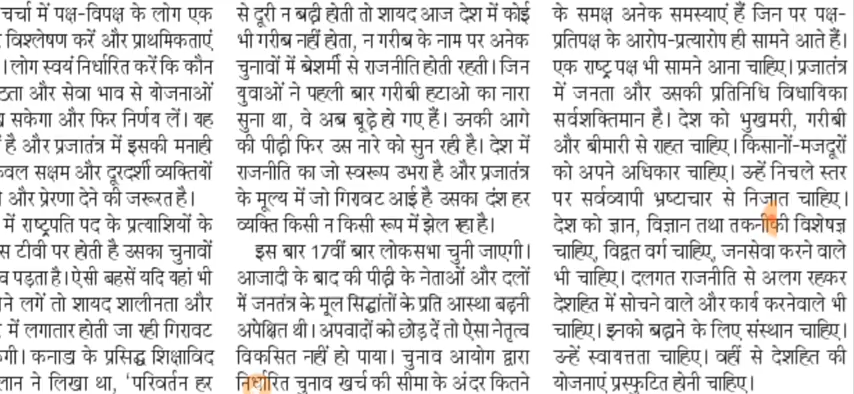 चर्चा में पक्ष-विपक्ष के लोग एक
विश्लेषण करें और प्राथमिकताएं
। लोग स्वयं निर्धारित करें कि कौन
और सेवा भाव से योजनाओं
सकेगा और फिर निर्णय लें। यह
है और प्रजातंत्र में इसकी मनाही
सक्षम और दूरदर्शी व्यक्तियों
और प्रेरणा देने की जरूरत है।
में राष्ट्रपति पद के प्रत्याशियों के
टीवी पर होती है उसका चुनावों
पड़ता है। ऐसी बहसें यदि यहां भी
लगें तो शायद शालीनता और
में लगातार होती जा रही गिरावट
कनाडा के प्रसिद्ध शिक्षाविद
ने लिखा था, 'परिवर्तन हर
से दूरी न बढ़ी होती तो शायद आज देश में कोई
भी गरीब नहीं होता, न गरीब के नाम पर अनेक
चुनावों में बेशर्मी से राजनीति होती रहती। जिन
युवाओं ने पहली बार गरीबी हटाओ का नारा
सुना था, वे अब बूढ़े हो गए हैं। उनकी आगे
की पीढ़ी फिर उस नारे को सुन रही है। देश में
राजनीति का जो स्वरूप उभरा है और प्रजातंत्र
के मूल्य में जो गिरावट आई है उसका दंश हर
व्यक्ति किसी न किसी रूप में झेल रहा है।
इस बार 17वीं बार लोकसभा चुनी जाएगी।
आजादी के बाद की पीढ़ी के नेताओं और दलों
में जनतंत्र के मूल सिद्धांतों के प्रति आस्था बढ़नी
अपेक्षित थी। अपवादों को छोड़ दें तो ऐसा नेतृत्व
विकसित नहीं हो पाया। चुनाव आयोग द्वारा
निर्धारित चुनाव खर्च की सीमा के अंदर कितने
के समक्ष अनेक समस्याएं हैं जिन पर पक्ष-
प्रतिपक्ष के आरोप-प्रत्यारोप ही सामने आते हैं।
एक राष्ट्र पक्ष भी सामने आना चाहिए। प्रजातंत्र
में जनता और उसकी प्रतिनिधि विधायिका
सर्वशक्तिमान है। देश को भुखमरी, गरीबी
और बीमारी से राहत चाहिए। किसानों-मजदूरों
को अपने अधिकार चाहिए। उन्हें निचले स्तर
पर सर्वव्यापी भ्रष्टाचार से निजात चाहिए।
देश को ज्ञान, विज्ञान तथा तकनीकी विशेषज्ञ
चाहिए, विद्वत वर्ग चाहिए, जनसेवा करने वाले
भी चाहिए। दलगत राजनीति से अलग रहकर
देशहित में सोचने वाले और कार्य करनेवाले भी
चाहिए। इनको बढ़ाने के लिए संस्थान चाहिए।
उन्हें स्वायत्तता चाहिए। वहीं से देशहित की
योजनाएं प्रस्फुटित होनी चाहिए।